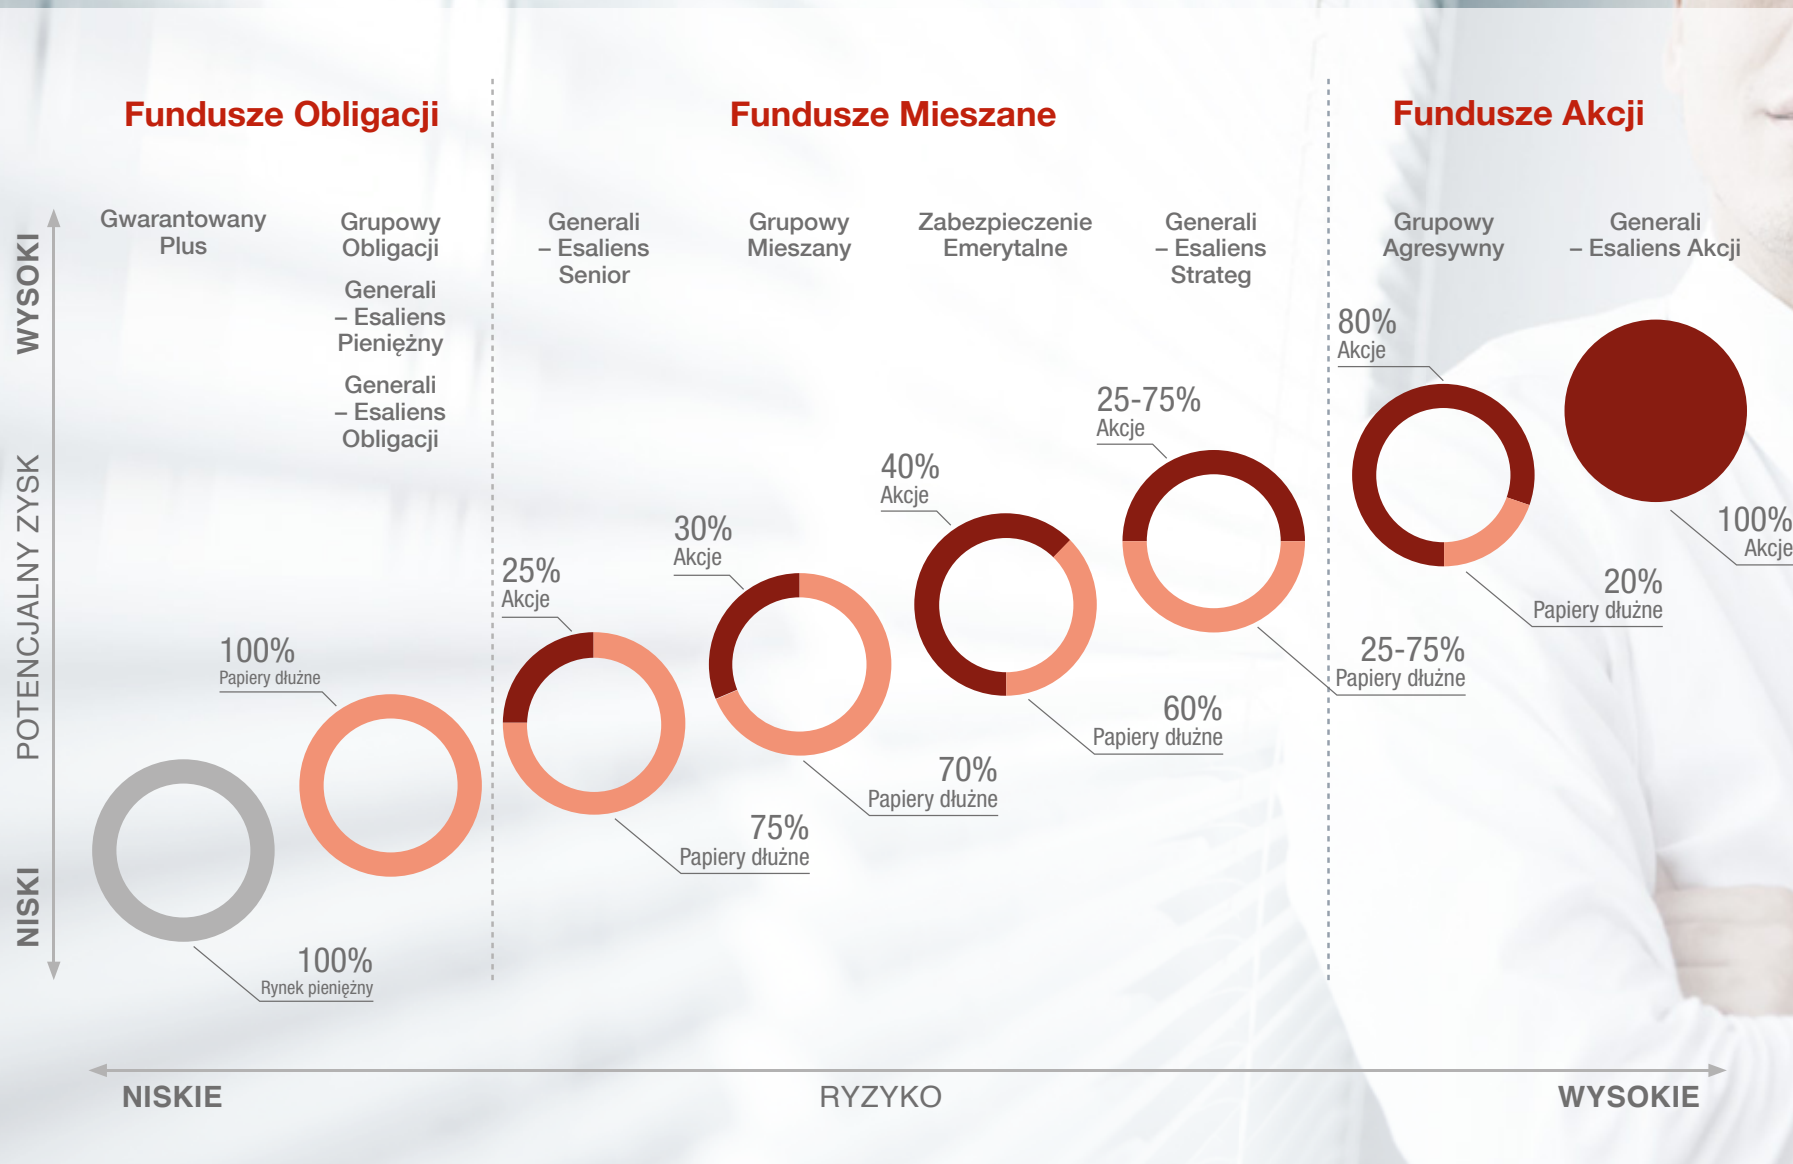 Fundusze Obligacji
Fundusze Mieszane
Fundusze Akcji
Gwarantowany
Plus
Grupowy
Obligacji
Generali
– Esaliens
Pieniężny
Generali
– Esaliens
Obligacji
Generali
– Esaliens
Senior
Grupowy
Mieszany
Zabezpieczenie
Emerytalne
Generali
– Esaliens
Strateg
Grupowy
Agresywny
Generali
– Esaliens Akcji
WYSOKI
POTENCJALNY ZYSK
NISKI
100%
Rynek pieniężny
100%
Papiery dłużne
25%
Akcje
75%
Papiery dłużne
30%
Akcje
70%
Papiery dłużne
40%
Akcje
60%
Papiery dłużne
25-75%
Akcje
25-75%
Papiery dłużne
80%
Akcje
20%
Papiery dłużne
100%
Akcje
NISKIE
RYZYKO
WYSOKIE